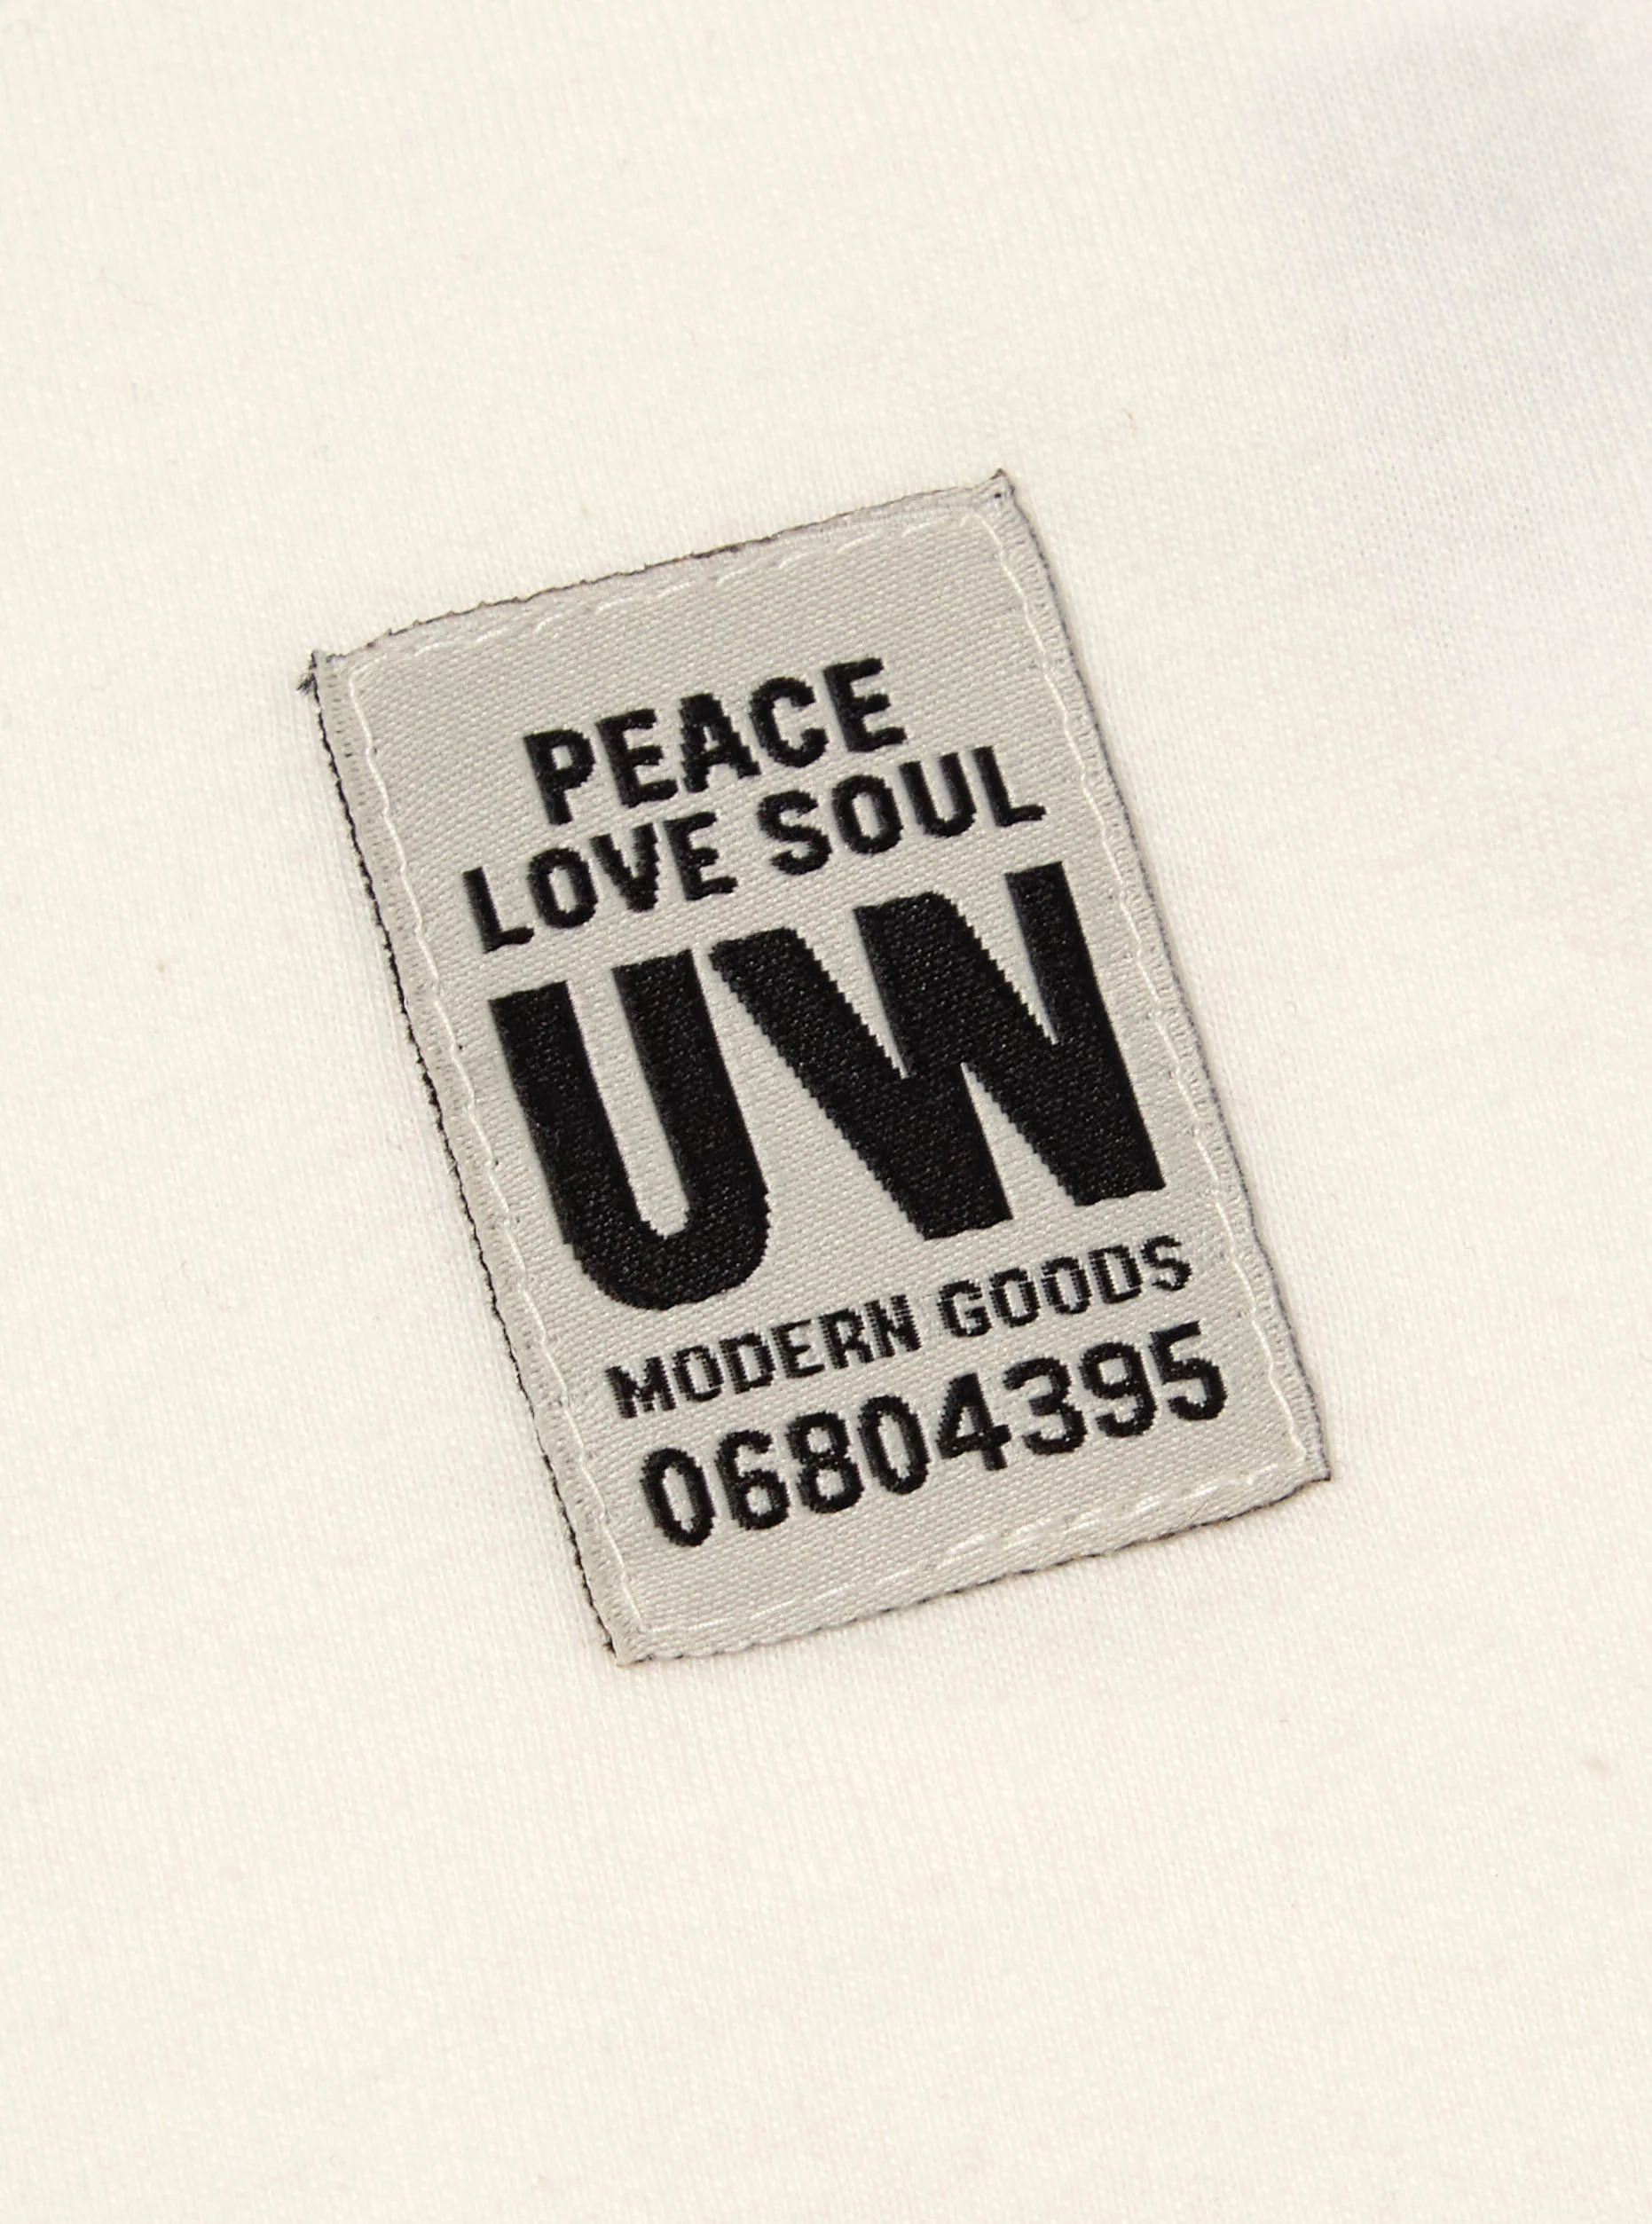 PEACE
LOVE SOUL
UW
MODERN GOODS
06804395